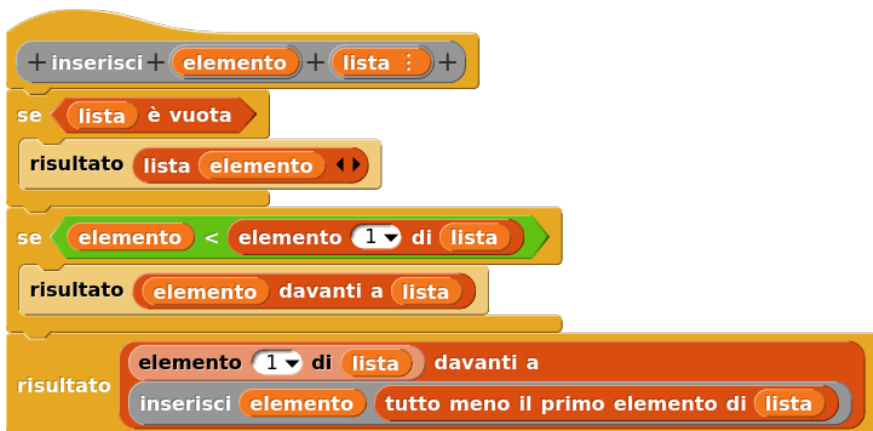 + inserisci + elemento + lista ⋮ +
se lista è vuota
risultato lista elemento ◂▸
se elemento < elemento 1▾ di lista
risultato elemento davanti a lista
elemento 1▾ di lista davanti a
risultato
inserisci elemento tutto meno il primo elemento di lista